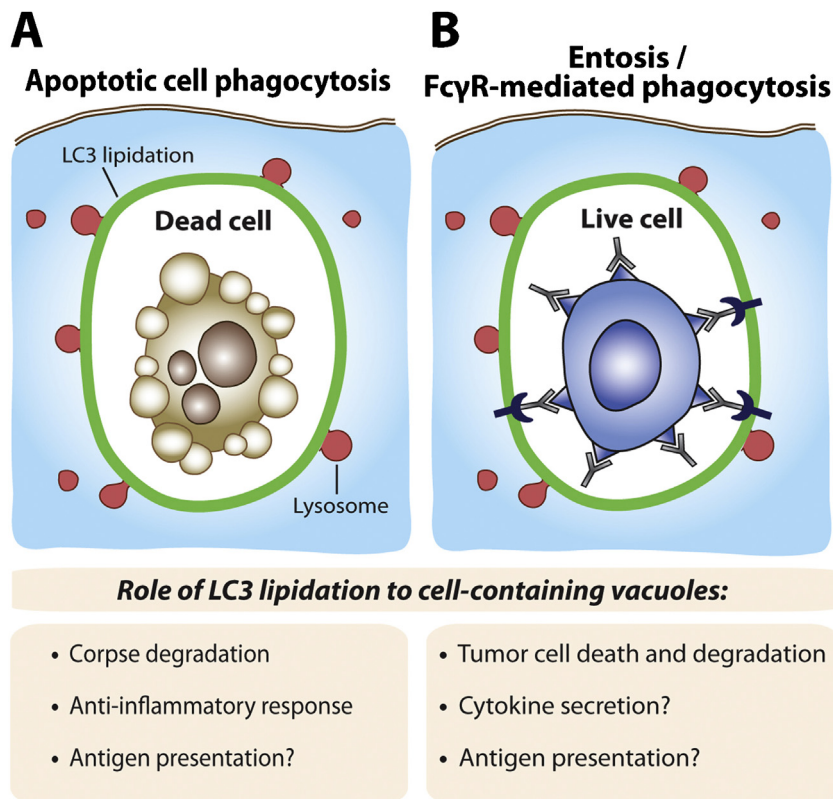 A
Apoptotic cell phagocytosis
LC3 lipidation
Dead cell
Lysosome
B
Entosis /
FcγR-mediated phagocytosis
Live cell
Role of LC3 lipidation to cell-containing vacuoles:
• Corpse degradation
• Anti-inflammatory response
• Antigen presentation?
• Tumor cell death and degradation
• Cytokine secretion?
• Antigen presentation?